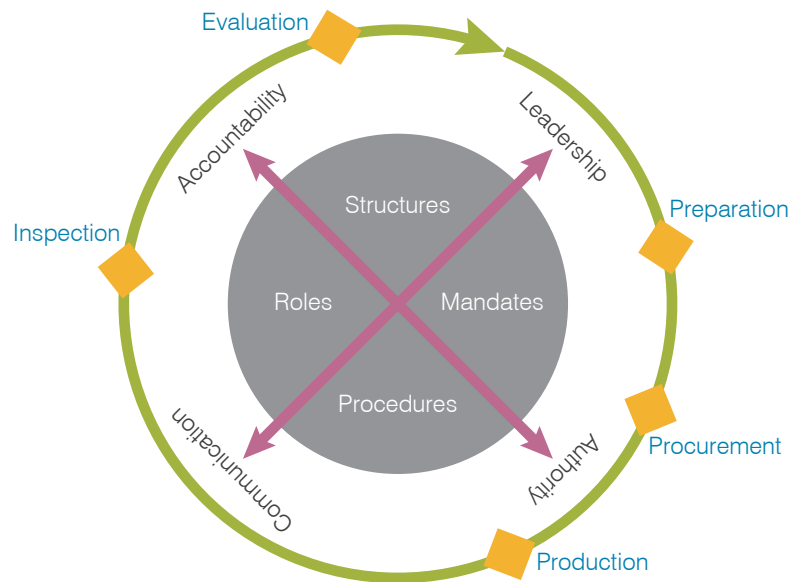 Evaluation
Accountability
Leadership
Structures
Preparation
Inspection
Roles
Mandates
Procedures
Procurement
Communication
Authority
Production